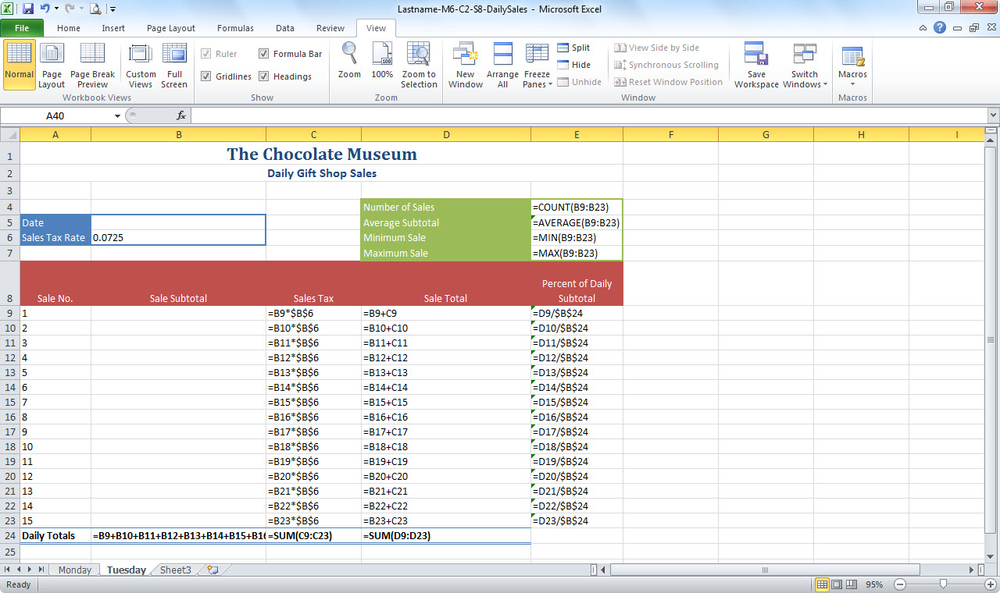 Lastname-M6-C2-S8-DailySales - Microsoft Excel
File Home Insert Page Layout Formulas Data Review View
Normal Page Layout Page Break Preview Custom Views Full Screen
Workbook Views
Ruler Formula Bar
Gridlines Headings
Show
Zoom 100% Zoom to Selection
Zoom
New Window Arrange All Freeze Panes
Split
Hide
Unhide
View Side by Side
Synchronous Scrolling
Reset Window Position
Window
Save Workspace Switch Windows
Macros
Macros
A40 fx
A B C D E F G H I
1 The Chocolate Museum
2 Daily Gift Shop Sales
3
4 Number of Sales =COUNT(B9:B23)
5 Date Average Subtotal =AVERAGE(B9:B23)
6 Sales Tax Rate 0.0725 Minimum Sale =MIN(B9:B23)
7 Maximum Sale =MAX(B9:B23)
8 Sale No. Sale Subtotal Sales Tax Sale Total Percent of Daily Subtotal
9 1 =B9*$B$6 =B9+C9 =D9/$B$24
10 2 =B10*$B$6 =B10+C10 =D10/$B$24
11 3 =B11*$B$6 =B11+C11 =D11/$B$24
12 4 =B12*$B$6 =B12+C12 =D12/$B$24
13 5 =B13*$B$6 =B13+C13 =D13/$B$24
14 6 =B14*$B$6 =B14+C14 =D14/$B$24
15 7 =B15*$B$6 =B15+C15 =D15/$B$24
16 8 =B16*$B$6 =B16+C16 =D16/$B$24
17 9 =B17*$B$6 =B17+C17 =D17/$B$24
18 10 =B18*$B$6 =B18+C18 =D18/$B$24
19 11 =B19*$B$6 =B19+C19 =D19/$B$24
20 12 =B20*$B$6 =B20+C20 =D20/$B$24
21 13 =B21*$B$6 =B21+C21 =D21/$B$24
22 14 =B22*$B$6 =B22+C22 =D22/$B$24
23 15 =B23*$B$6 =B23+C23 =D23/$B$24
24 Daily Totals =B9+B10+B11+B12+B13+B14+B15+B16 =SUM(C9:C23) =SUM(D9:D23)
25
Monday Tuesday Sheet3
Ready 95%